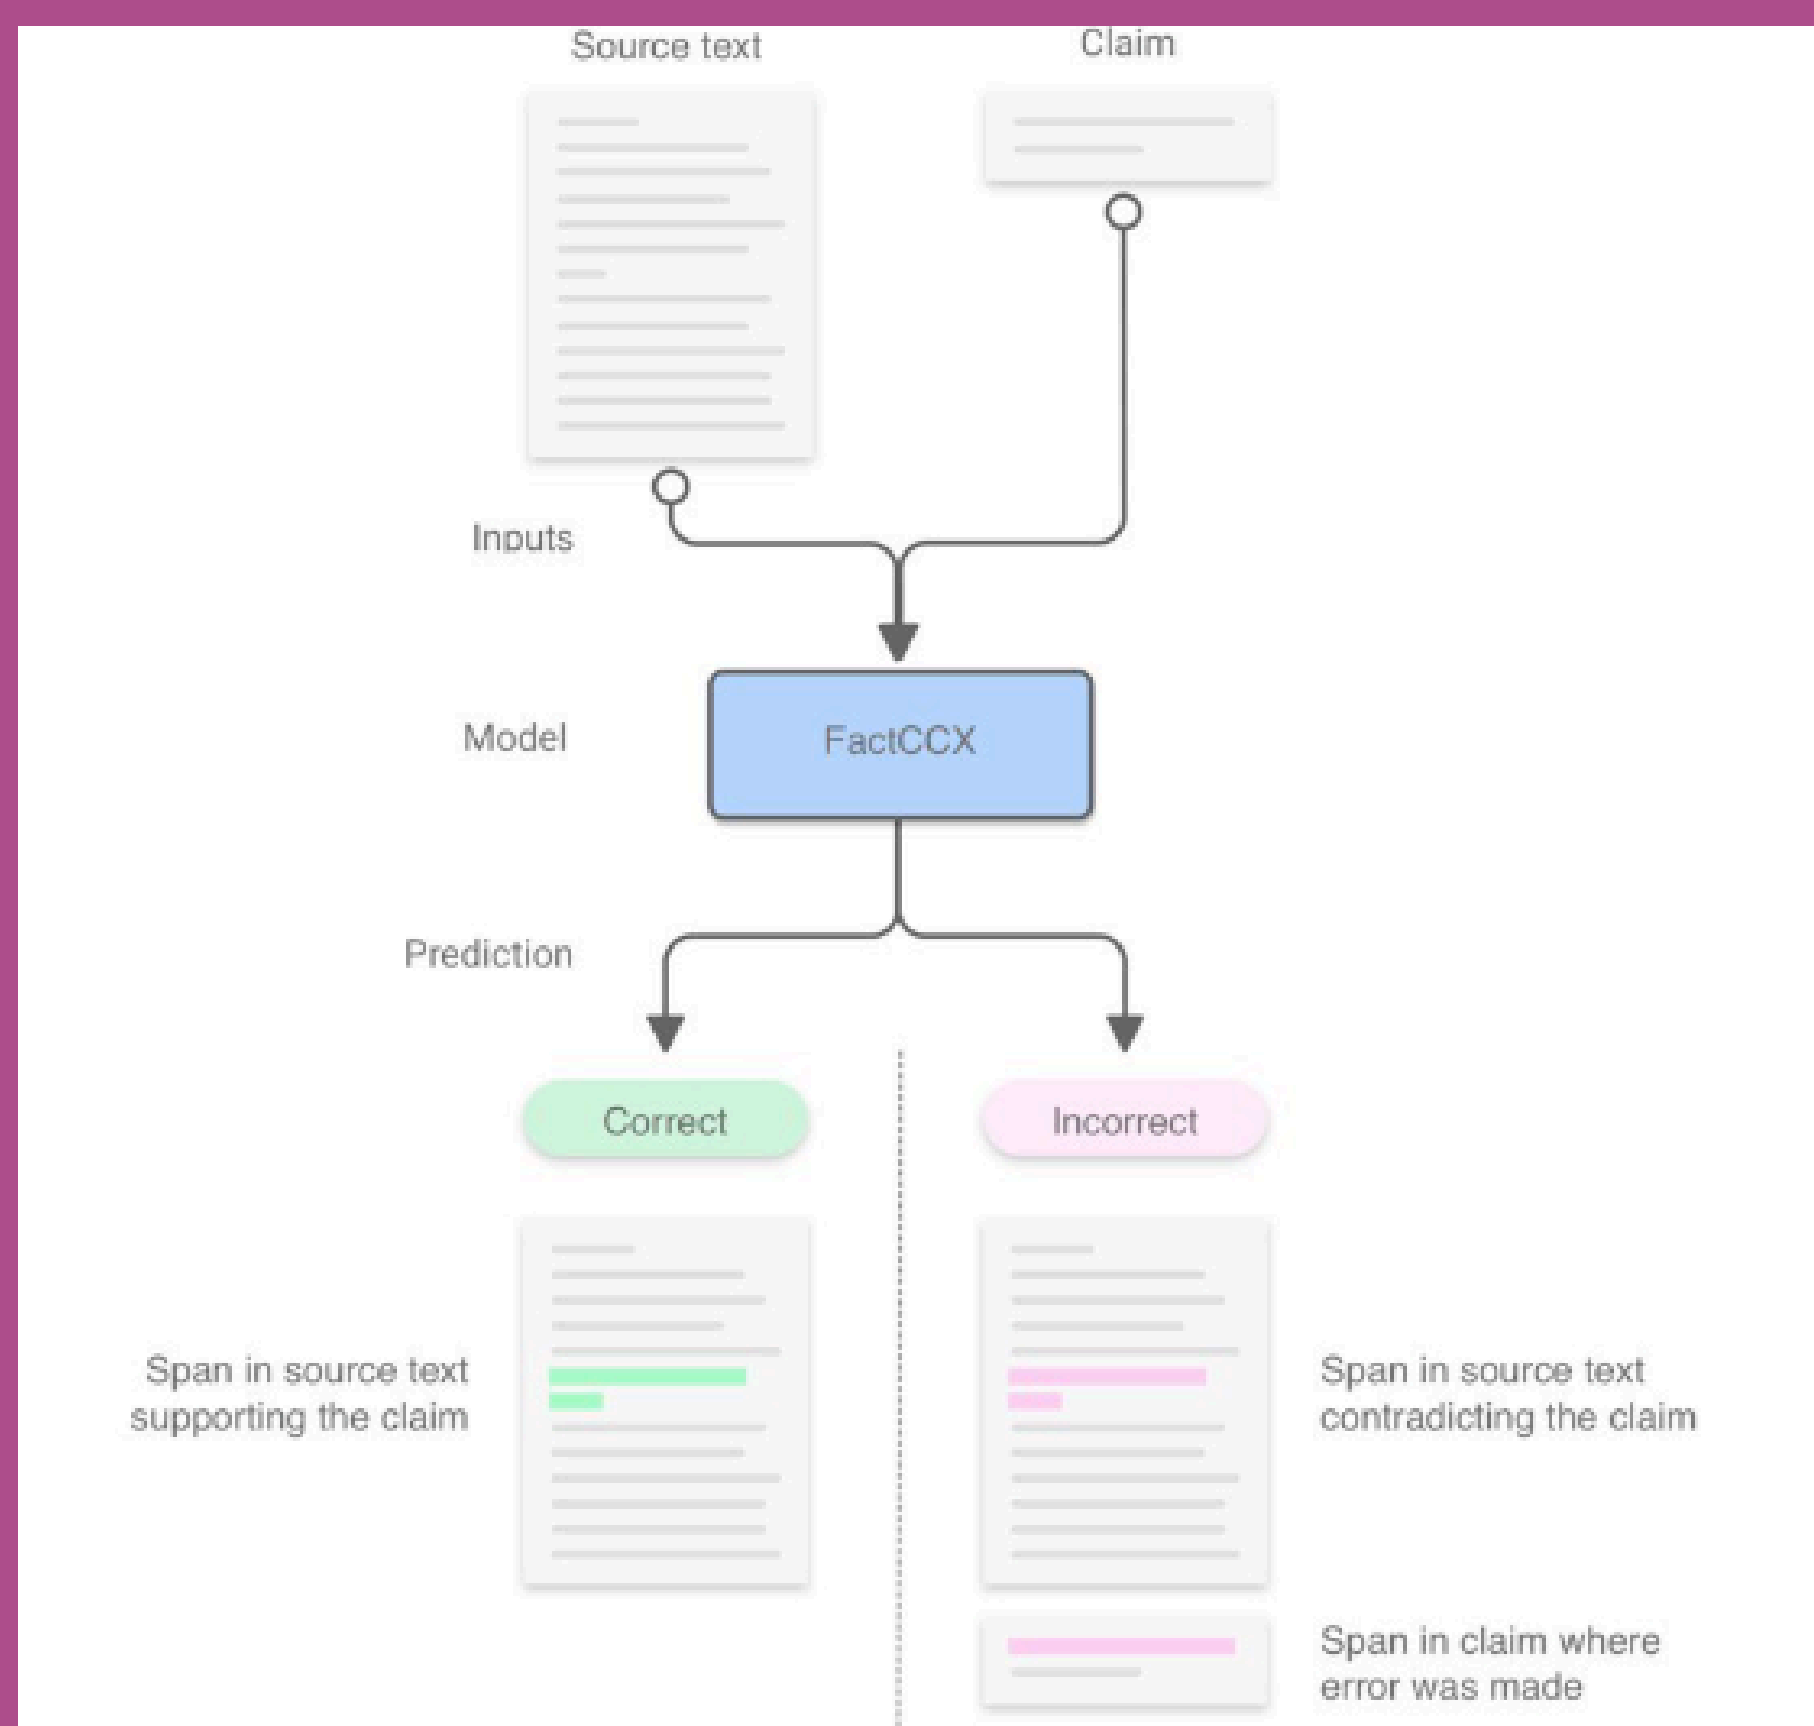 Source text
Claim
Inputs
Model
FactCCX
Prediction
Correct
Incorrect
Span in source text
supporting the claim
Span in source text
contradicting the claim
Span in claim where
error was made